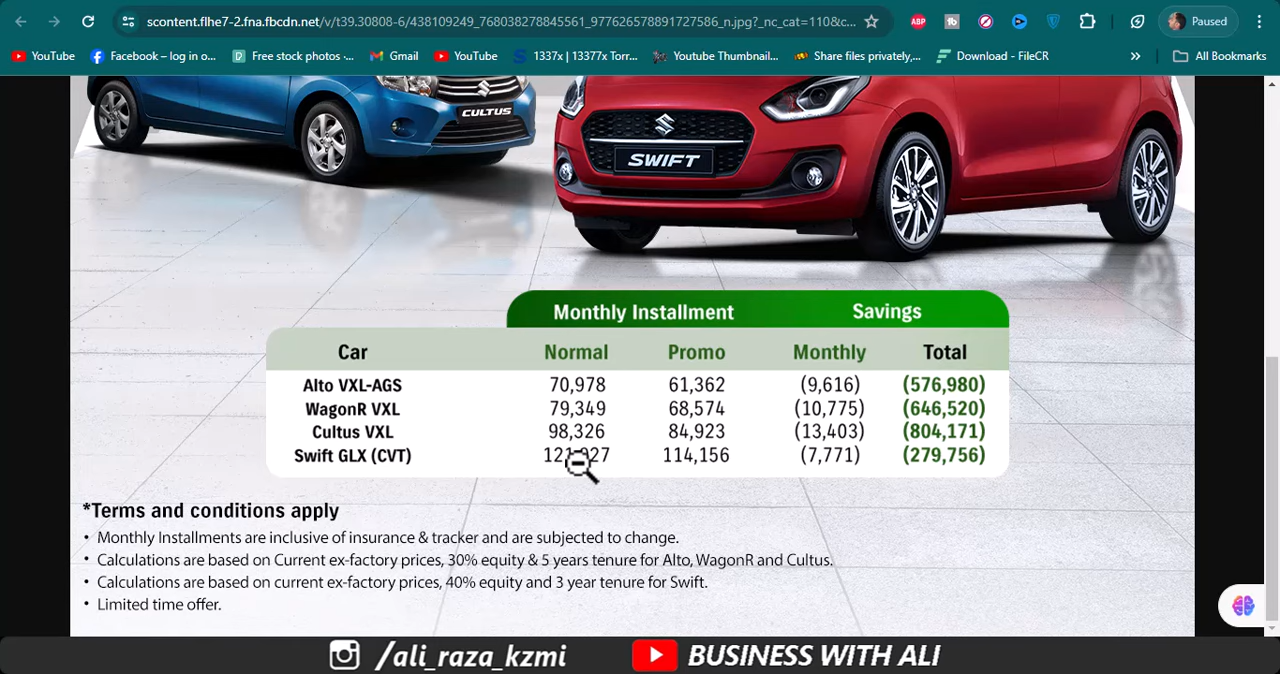 scontent.flhe7-2.fna.fbcdn.net/v/t39.30808-6/438109249_768038278845561_977626578891727586_n.jpg?_nc_cat=110&c...
ABP
tb
Paused
YouTube
Facebook – log in o...
Free stock photos ·...
Gmail
YouTube
1337x | 13377x Torr...
Youtube Thumbnail...
Share files privately,...
Download - FileCR
»
All Bookmarks
CULTUS
SWIFT
Monthly Installment Savings
Car Normal Promo Monthly Total
Alto VXL-AGS 70,978 61,362 (9,616) (576,980)
WagonR VXL 79,349 68,574 (10,775) (646,520)
Cultus VXL 98,326 84,923 (13,403) (804,171)
Swift GLX (CVT) 114,156 (7,771) (279,756)
*Terms and conditions apply
• Monthly Installments are inclusive of insurance & tracker and are subjected to change.
• Calculations are based on Current ex-factory prices, 30% equity & 5 years tenure for Alto, WagonR and Cultus.
• Calculations are based on current ex-factory prices, 40% equity and 3 year tenure for Swift.
• Limited time offer.
/ali_raza_kzmi BUSINESS WITH ALI